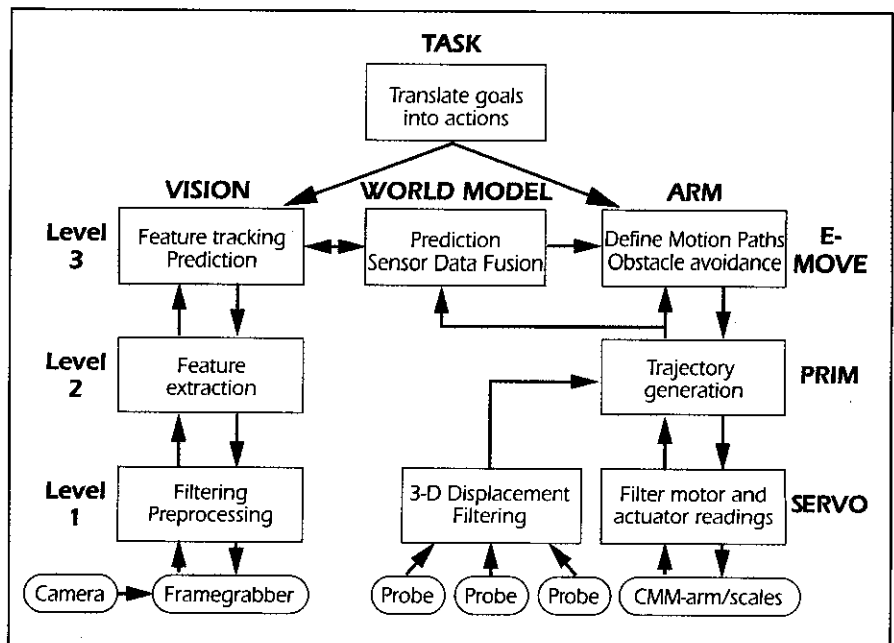 TASK
Translate goals
into actions
VISION
WORLD MODEL
ARM
Level
3
Feature tracking
Prediction
Prediction
Sensor Data Fusion
Define Motion Paths
Obstacle avoidance
E-
MOVE
Level
2
Feature
extraction
Trajectory
generation
PRIM
Level
1
Filtering
Preprocessing
3-D Displacement
Filtering
Filter motor and
actuator readings
SERVO
Camera
Framegrabber
Probe
Probe
Probe
CMM-arm/scales